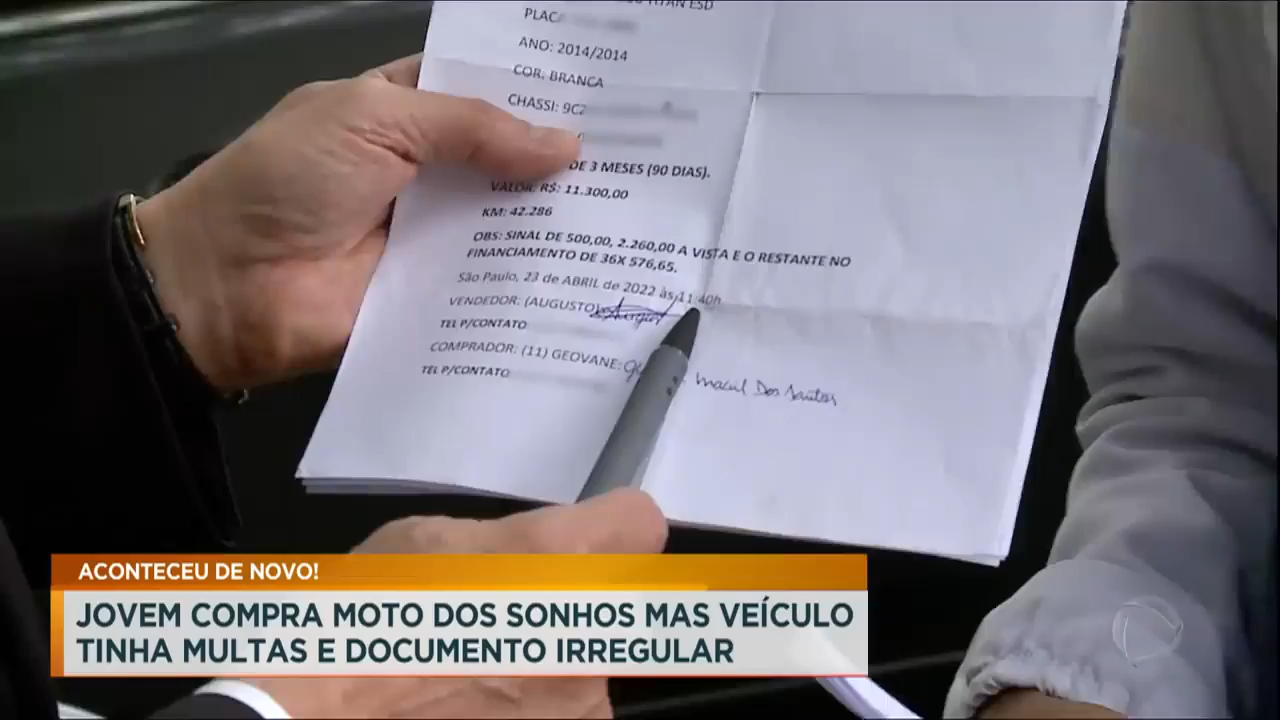 TITAN ESD
PLACA
ANO: 2014/2014
COR. BRANCA
CHASSI: 9C2
DE 3 MESES (90 DIAS).
VALOR: R$: 11.300,00
KM: 42.286
OBS: SINAL DE 500,00, 2.260,00 A VISTA E O RESTANTE NO
FINANCIAMENTO DE 36X 576,65.
São Paulo, 23 de ABRIL de 2022 às 11:40h
VENDEDOR: (AUGUSTO)
TEL P/CONTATO
COMPRADOR: (11) GEOVANE:
Dos Santos
TEL P/CONTATO
ACONTECEU DE NOVO!
JOVEM COMPRA MOTO DOS SONHOS MAS VEÍCULO
TINHA MULTAS E DOCUMENTO IRREGULAR